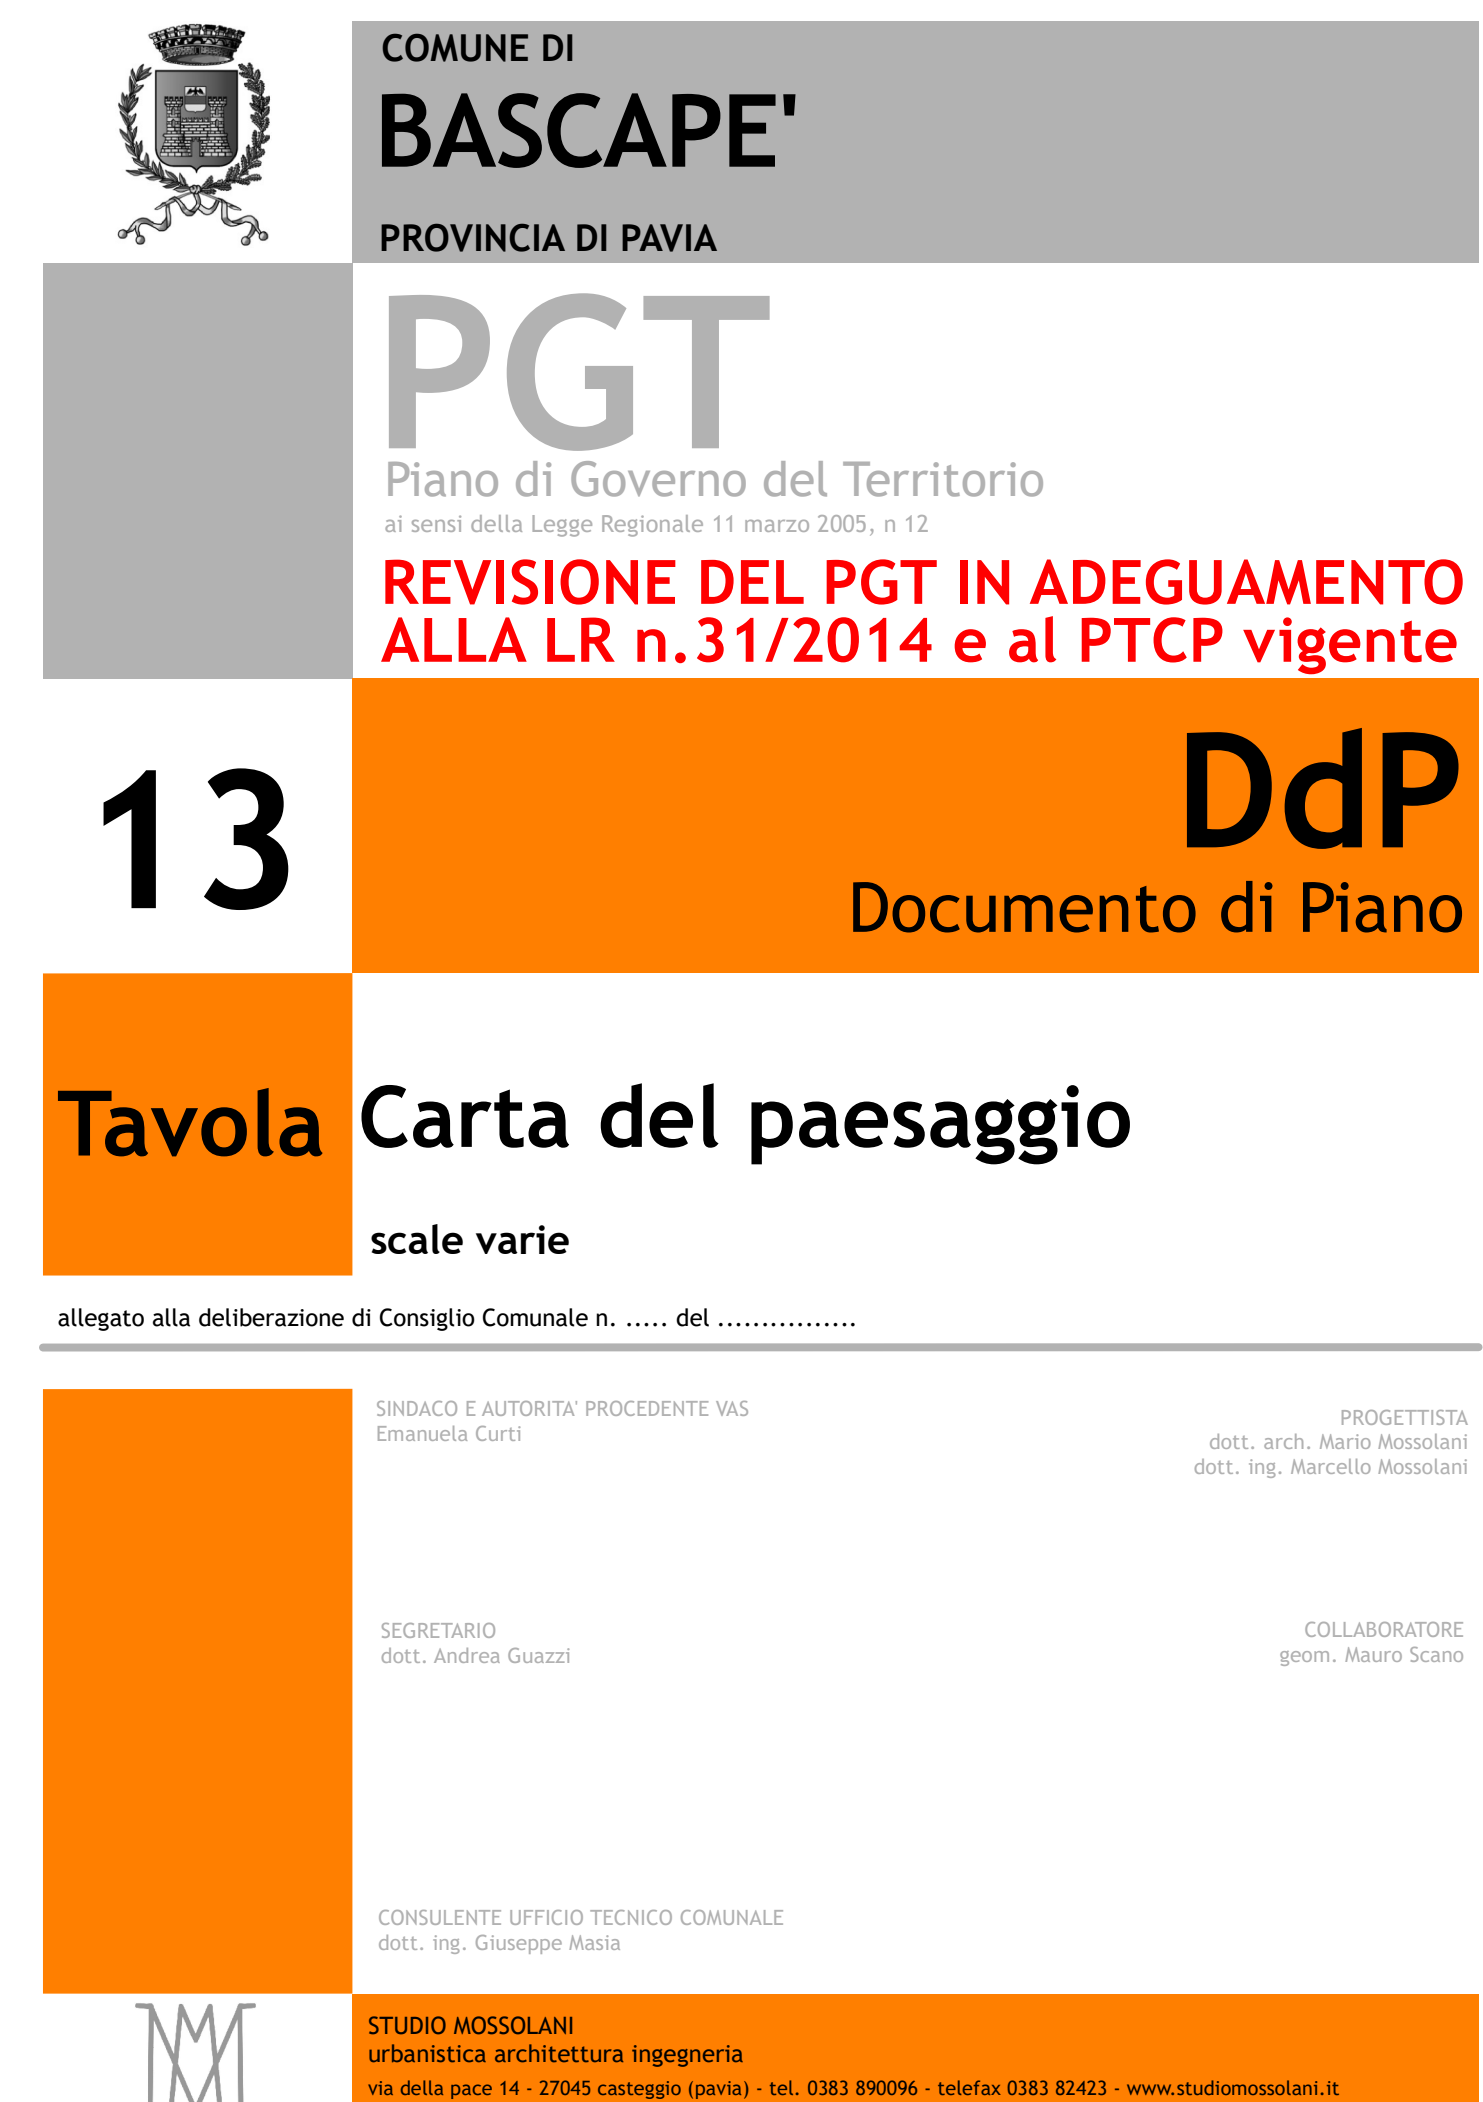 COMUNE DI
BASCAPE'
PROVINCIA DI PAVIA
PGT
Piano di Governo del Territorio
ai sensi della Legge Regionale 11 marzo 2005, n 12
REVISIONE DEL PGT IN ADEGUAMENTO
ALLA LR n.31/2014 e al PTCP vigente
DdP
Documento di Piano
13
Tavola
Carta del paesaggio
scale varie
allegato alla deliberazione di Consiglio Comunale n. ..... del ................
SINDACO E AUTORITA' PROCEDENTE VAS
Emanuela Curti
PROGETTISTA
dott. arch. Mario Mossolani
dott. ing. Marcello Mossolani
SEGRETARIO
dott. Andrea Guazzi
COLLABORATORE
geom. Mauro Scano
CONSULENTE UFFICIO TECNICO COMUNALE
dott. ing. Giuseppe Masia
STUDIO MOSSOLANI
urbanistica architettura ingegneria
via della pace 14 - 27045 casteggio (pavia) - tel. 0383 890096 - telefax 0383 82423 - www.studiomossolani.it